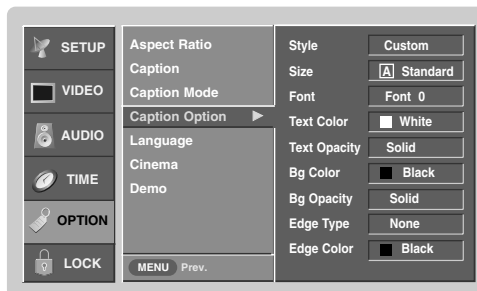 SETUP
VIDEO
AUDIO
TIME
OPTION
LOCK
Aspect Ratio
Caption
Caption Mode
Caption Option ►
Language
Cinema
Demo
MENU Prev.
Style Custom
Size A Standard
Font Font 0
Text Color White
Text Opacity Solid
Bg Color Black
Bg Opacity Solid
Edge Type None
Edge Color Black